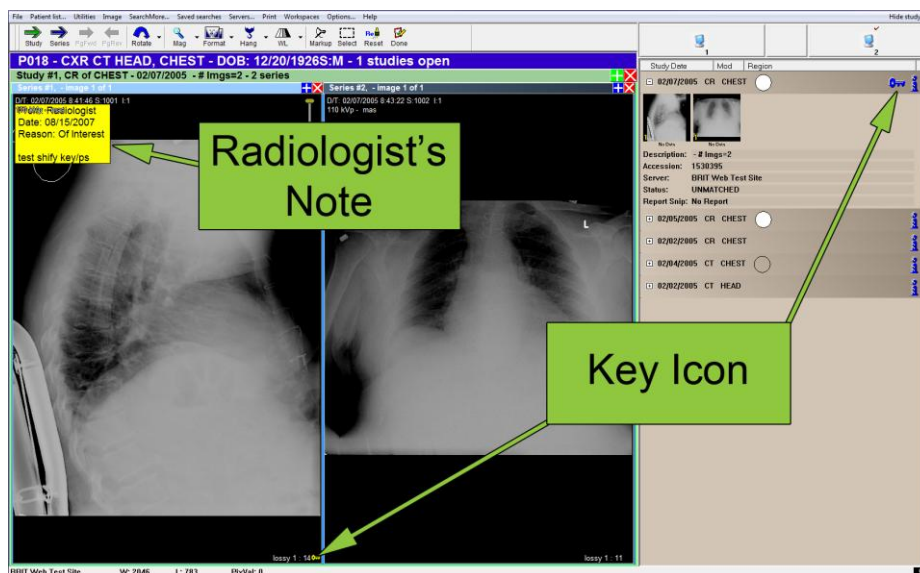 File Patient list... Utilities Image SearchMore... Saved searches Servers... Print Workspaces Options... Help
Hide study
Study Series PgFwd PgRev Rotate Mag Format Hang WL Markup Select Reset Done
1
2
P018 - CXR CT HEAD, CHEST - DOB: 12/20/1926S:M - 1 studies open
Study #1, CR of CHEST - 02/07/2005 - # Imgs=2 - 2 series
Series #1, - image 1 of 1
Series #2, - image 1 of 1
D/T: 02/07/2005 8:41:46 S:1001 I:1
From: Radiologist
Date: 08/15/2007
Reason: Of Interest
test shify key/ps
D/T: 02/07/2005 8:43:22 S:1002 I:1
110 kVp - mas
Radiologist's
Note
L
Key Icon
lossy 1 : 14
lossy 1 : 11
Study Date Mod Region
02/07/2005 CR CHEST
No Data No Data
Description: - # Imgs=2
Accession: 1530395
Server: BRIT Web Test Site
Status: UNMATCHED
Report Snip: No Report
02/05/2005 CR CHEST
02/02/2005 CR CHEST
02/04/2005 CT CHEST
02/02/2005 CT HEAD
BRIT Web Test Site W: 2046 L: 783 PixVal: 0